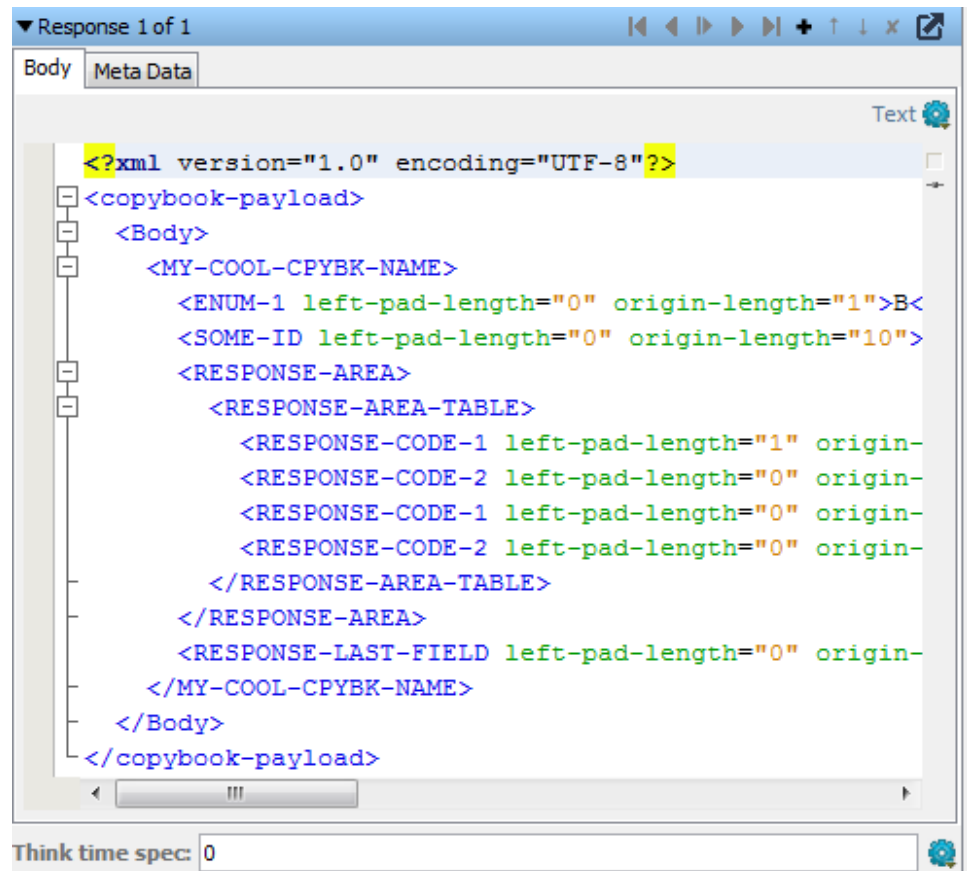 Response 1 of 1
Body Meta Data
Text
<?xml version="1.0" encoding="UTF-8"?>
<copybook-payload>
<Body>
<MY-COOL-CPYBK-NAME>
<ENUM-1 left-pad-length="0" origin-length="1">B<
<SOME-ID left-pad-length="0" origin-length="10">
<RESPONSE-AREA>
<RESPONSE-AREA-TABLE>
<RESPONSE-CODE-1 left-pad-length="1" origin-
<RESPONSE-CODE-2 left-pad-length="0" origin-
<RESPONSE-CODE-1 left-pad-length="0" origin-
<RESPONSE-CODE-2 left-pad-length="0" origin-
</RESPONSE-AREA-TABLE>
</RESPONSE-AREA>
<RESPONSE-LAST-FIELD left-pad-length="0" origin-
</MY-COOL-CPYBK-NAME>
</Body>
</copybook-payload>
Think time spec: 0